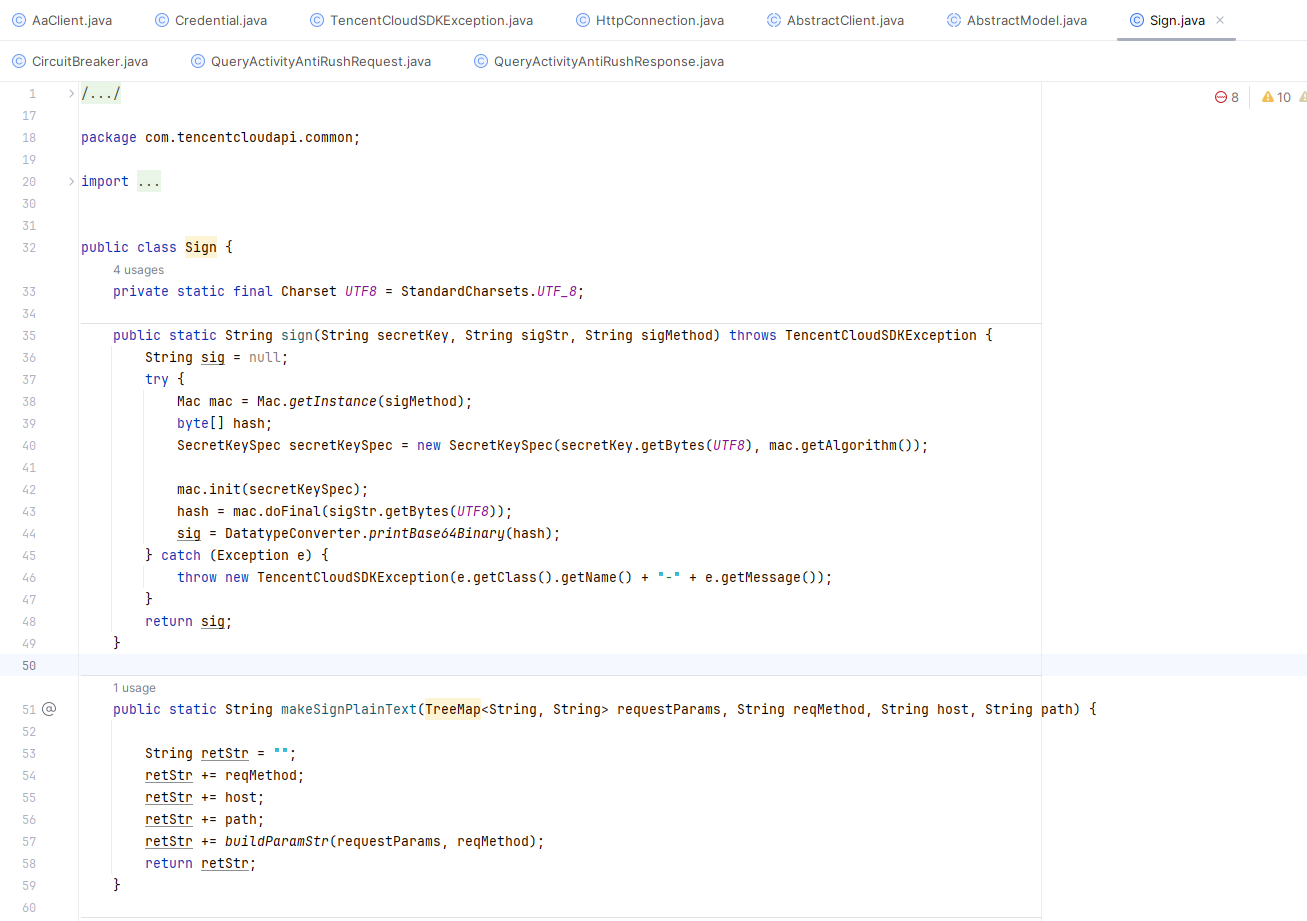 AaClient.java Credential.java TencentCloudSDKException.java HttpConnection.java AbstractClient.java AbstractModel.java Sign.java
CircuitBreaker.java QueryActivityAntiRushRequest.java QueryActivityAntiRushResponse.java
1 /.../ 8 10
17
18 package com.tencentcloudapi.common;
19
20 import ...
30
31
32 public class Sign {
4 usages
33 private static final Charset UTF8 = StandardCharsets.UTF_8;
34
35 public static String sign(String secretKey, String sigStr, String sigMethod) throws TencentCloudSDKException {
36 String sig = null;
37 try {
38 Mac mac = Mac.getInstance(sigMethod);
39 byte[] hash;
40 SecretKeySpec secretKeySpec = new SecretKeySpec(secretKey.getBytes(UTF8), mac.getAlgorithm());
41
42 mac.init(secretKeySpec);
43 hash = mac.doFinal(sigStr.getBytes(UTF8));
44 sig = DatatypeConverter.printBase64Binary(hash);
45 } catch (Exception e) {
46 throw new TencentCloudSDKException(e.getClass().getName() + "-" + e.getMessage());
47 }
48 return sig;
49 }
50
1 usage
51 @ public static String makeSignPlainText(TreeMap<String, String> requestParams, String reqMethod, String host, String path) {
52
53 String retStr = "";
54 retStr += reqMethod;
55 retStr += host;
56 retStr += path;
57 retStr += buildParamStr(requestParams, reqMethod);
58 return retStr;
59 }
60